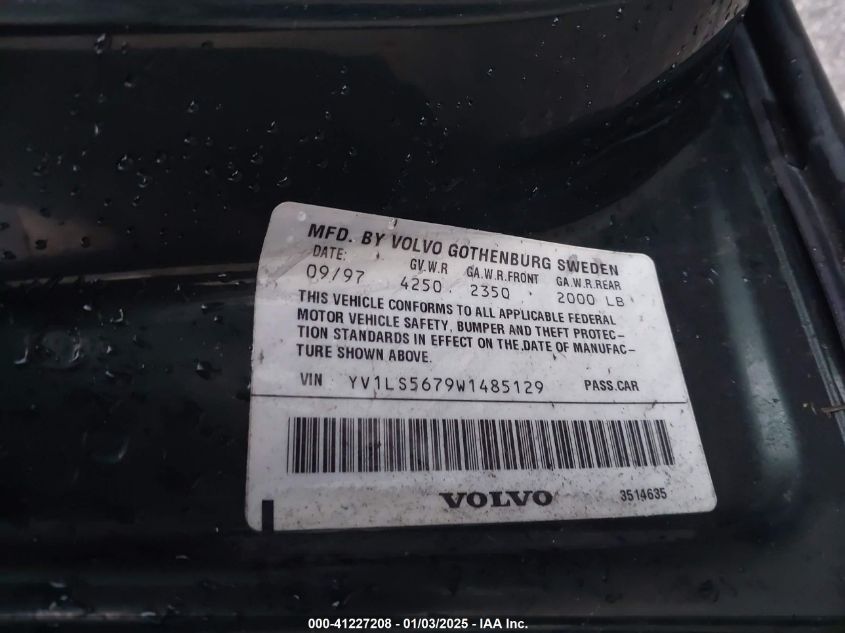 MFD. BY VOLVO GOTHENBURG SWEDEN
DATE: GV.W.R GA.W.R.FRONT GA.W.R.REAR
09/97 4250 2350 2000 LB
THIS VEHICLE CONFORMS TO ALL APPLICABLE FEDERAL
MOTOR VEHICLE SAFETY, BUMPER AND THEFT PROTEC-
TION STANDARDS IN EFFECT ON THE DATE OF MANUFAC-
TURE SHOWN ABOVE.
VIN YV1LS5679W1485129 PASS.CAR
VOLVO 3514635
000-41227208 - 01/03/2025 - IAA Inc.